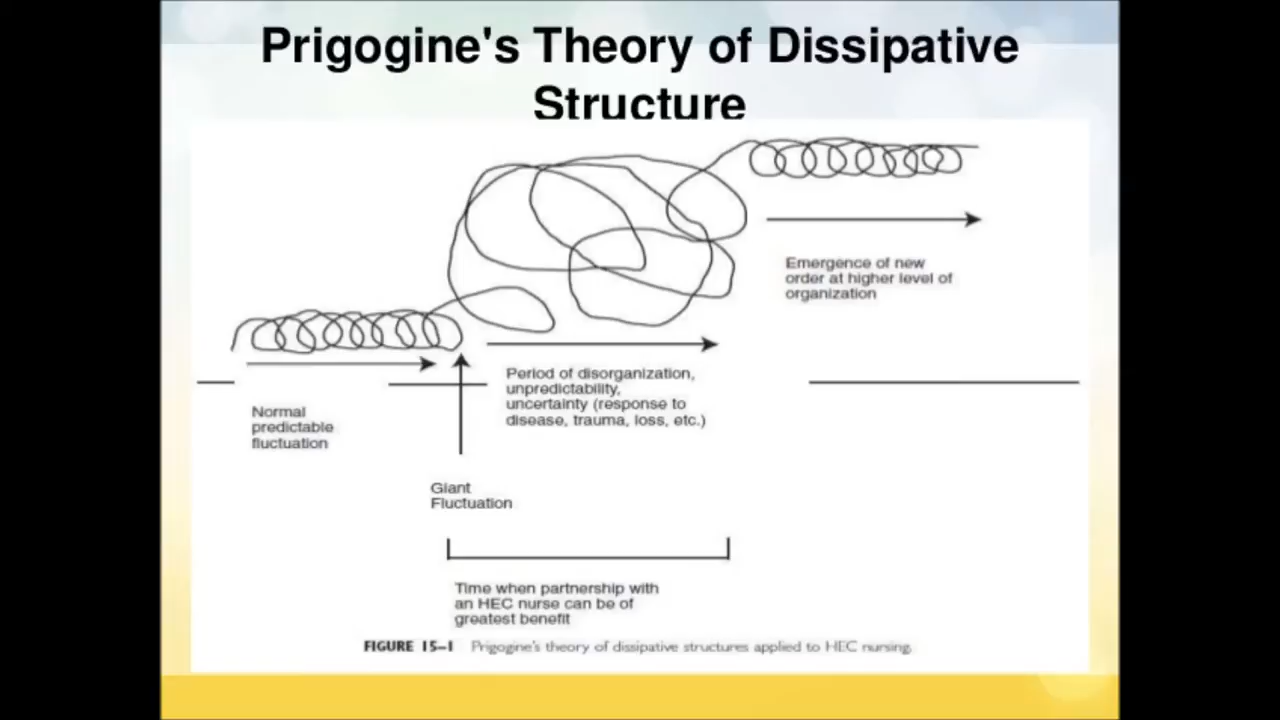 Prigogine's Theory of Dissipative
Structure
Emergence of new
order at higher level of
organization
Period of disorganization,
unpredictability,
uncertainty (response to
disease, trauma, loss, etc.)
Normal
predictable
fluctuation
Giant
Fluctuation
Time when partnership with
an HEC nurse can be of
greatest benefit
FIGURE 15–1 Prigogine's theory of dissipative structures applied to HEC nursing.